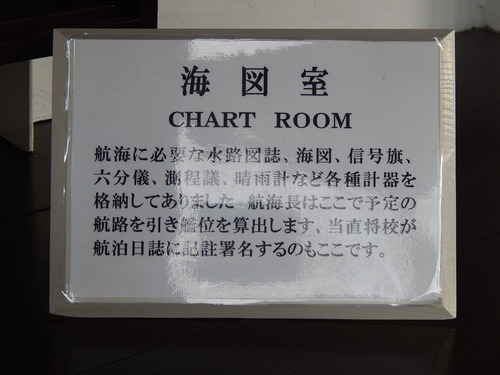 海図室
CHART ROOM
航海に必要な水路図誌、海図、信号旗、
六分儀、測程議、晴雨計など各種計器を
格納してありました 航海長はここで予定の
航路を引き艦位を算出します、当直将校が
航泊日誌に記註署名するのもここです。